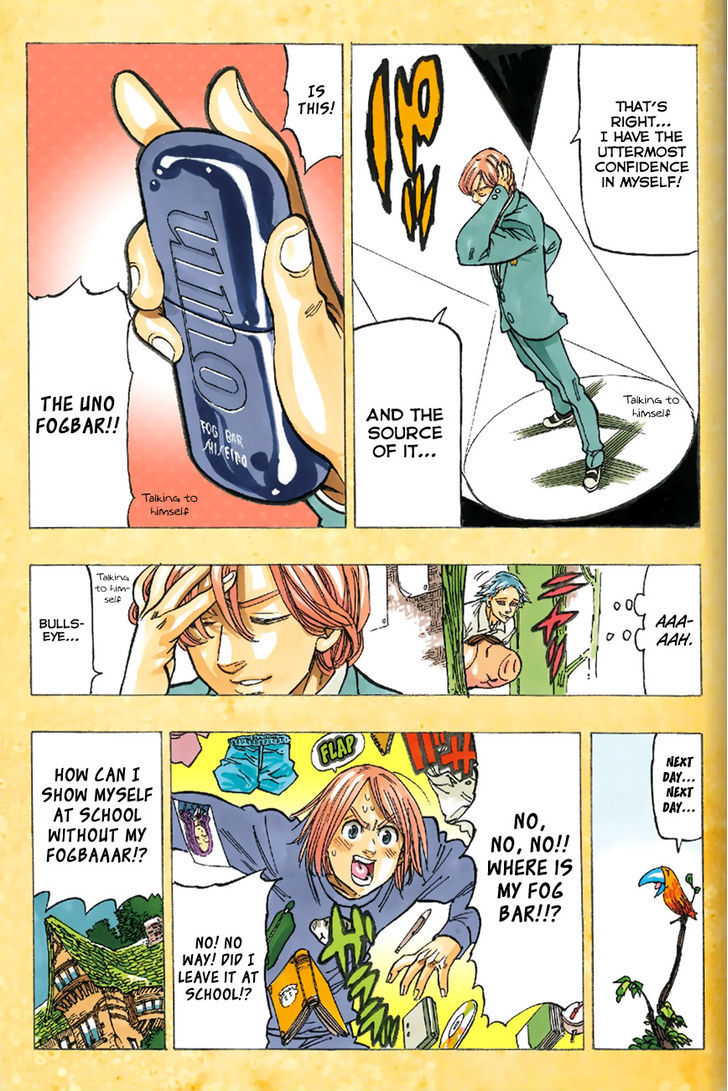 THAT'S
RIGHT...
I HAVE THE
UTTERMOST
CONFIDENCE
IN MYSELF!
AND THE
SOURCE
OF IT...
Talking to
himself
IS
THIS!
uno
FOG BAR
SHISEIDO
THE UNO
FOGBAR!!
Talking to
himself
AAA-
AAH.
Talking
to him-
self
BULLS-
EYE...
NEXT
DAY...
NEXT
DAY...
FLAP
NO,
NO, NO!!
WHERE IS
MY FOG
BAR!!?
NO! NO
WAY! DID I
LEAVE IT AT
SCHOOL!?
HOW CAN I
SHOW MYSELF
AT SCHOOL
WITHOUT MY
FOGBAAAR!?